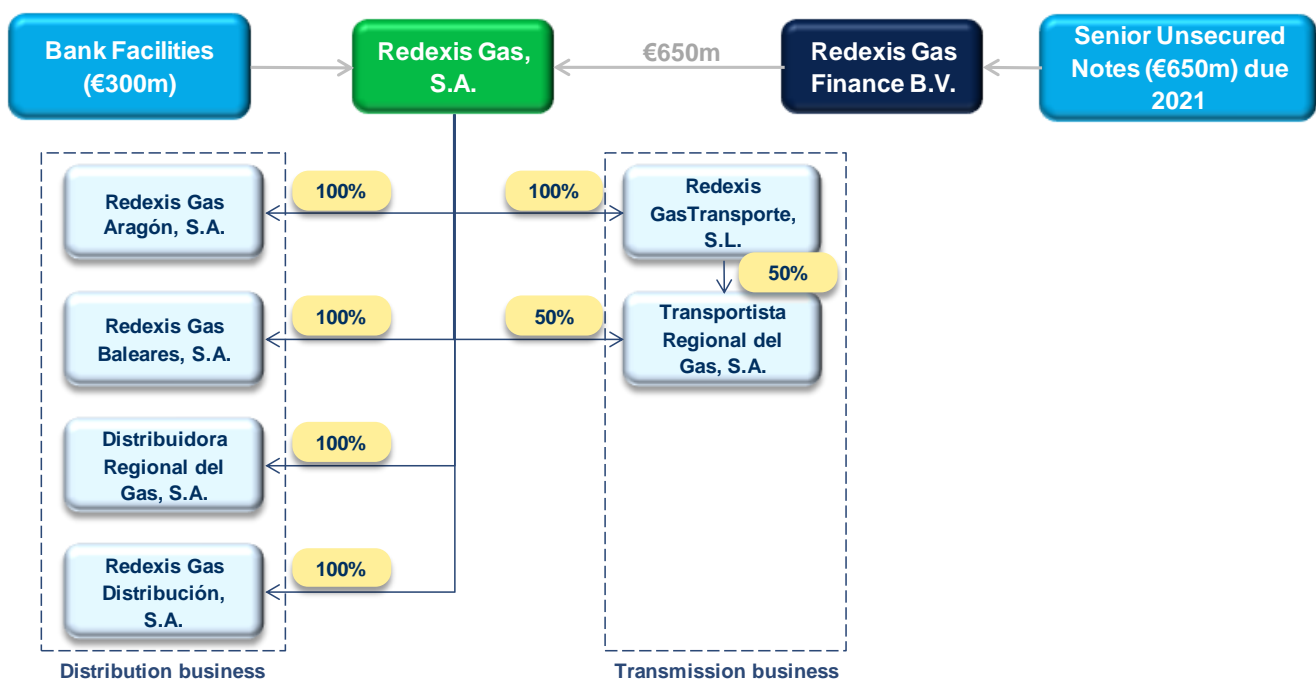 Bank Facilities
(€300m)
Redexis Gas,
S.A.
€650m
Redexis Gas
Finance B.V.
Senior Unsecured
Notes (€650m) due
2021
Redexis Gas
Aragón, S.A.
100%
100%
Redexis
GasTransporte,
S.L.
50%
Redexis Gas
Baleares, S.A.
100%
50%
Transportista
Regional del
Gas, S.A.
Distribuidora
Regional del
Gas, S.A.
100%
Redexis Gas
Distribución,
S.A.
100%
Distribution business
Transmission business